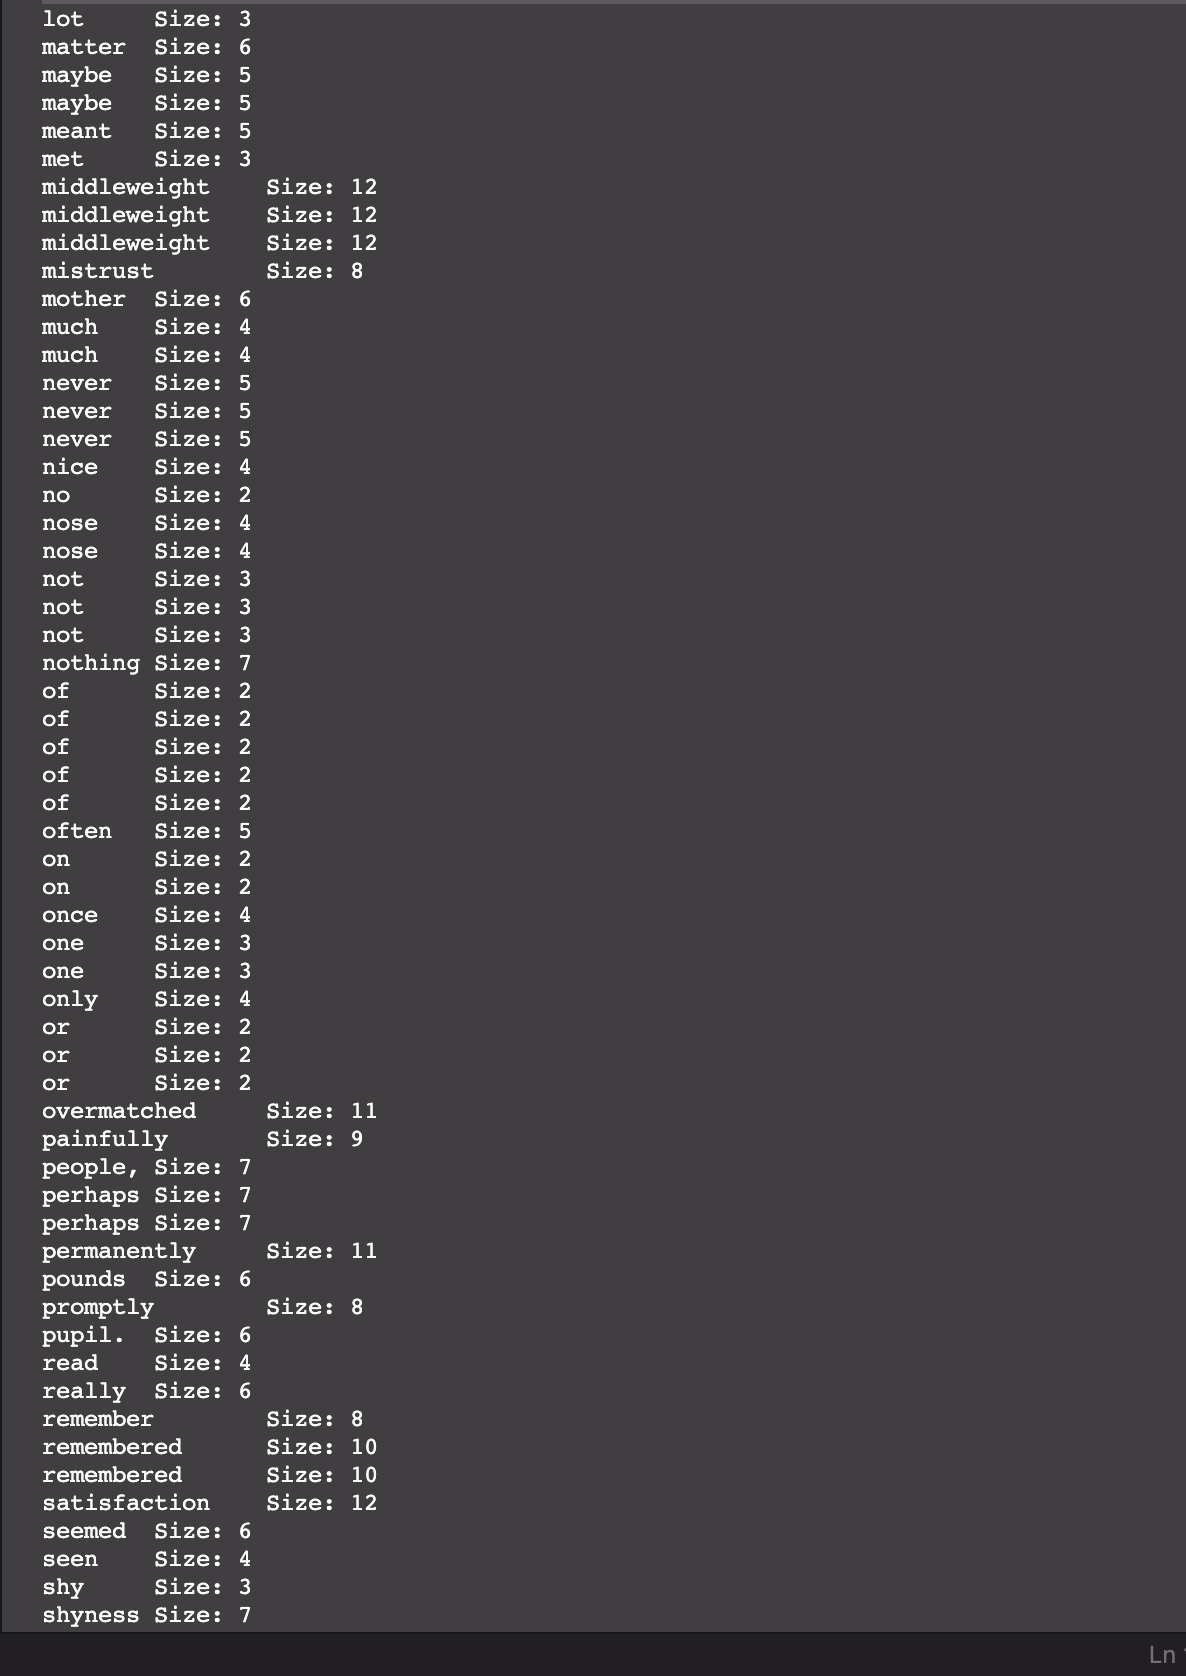 lot Size: 3
matter Size: 6
maybe Size: 5
maybe Size: 5
meant Size: 5
met Size: 3
middleweight Size: 12
middleweight Size: 12
middleweight Size: 12
mistrust Size: 8
mother Size: 6
much Size: 4
much Size: 4
never Size: 5
never Size: 5
never Size: 5
nice Size: 4
no Size: 2
nose Size: 4
nose Size: 4
not Size: 3
not Size: 3
not Size: 3
nothing Size: 7
of Size: 2
of Size: 2
of Size: 2
of Size: 2
of Size: 2
often Size: 5
on Size: 2
on Size: 2
once Size: 4
one Size: 3
one Size: 3
only Size: 4
or Size: 2
or Size: 2
or Size: 2
overmatched Size: 11
painfully Size: 9
people, Size: 7
perhaps Size: 7
perhaps Size: 7
permanently Size: 11
pounds Size: 6
promptly Size: 8
pupil. Size: 6
read Size: 4
really Size: 6
remember Size: 8
remembered Size: 10
remembered Size: 10
satisfaction Size: 12
seemed Size: 6
seen Size: 4
shy Size: 3
shyness Size: 7
Ln